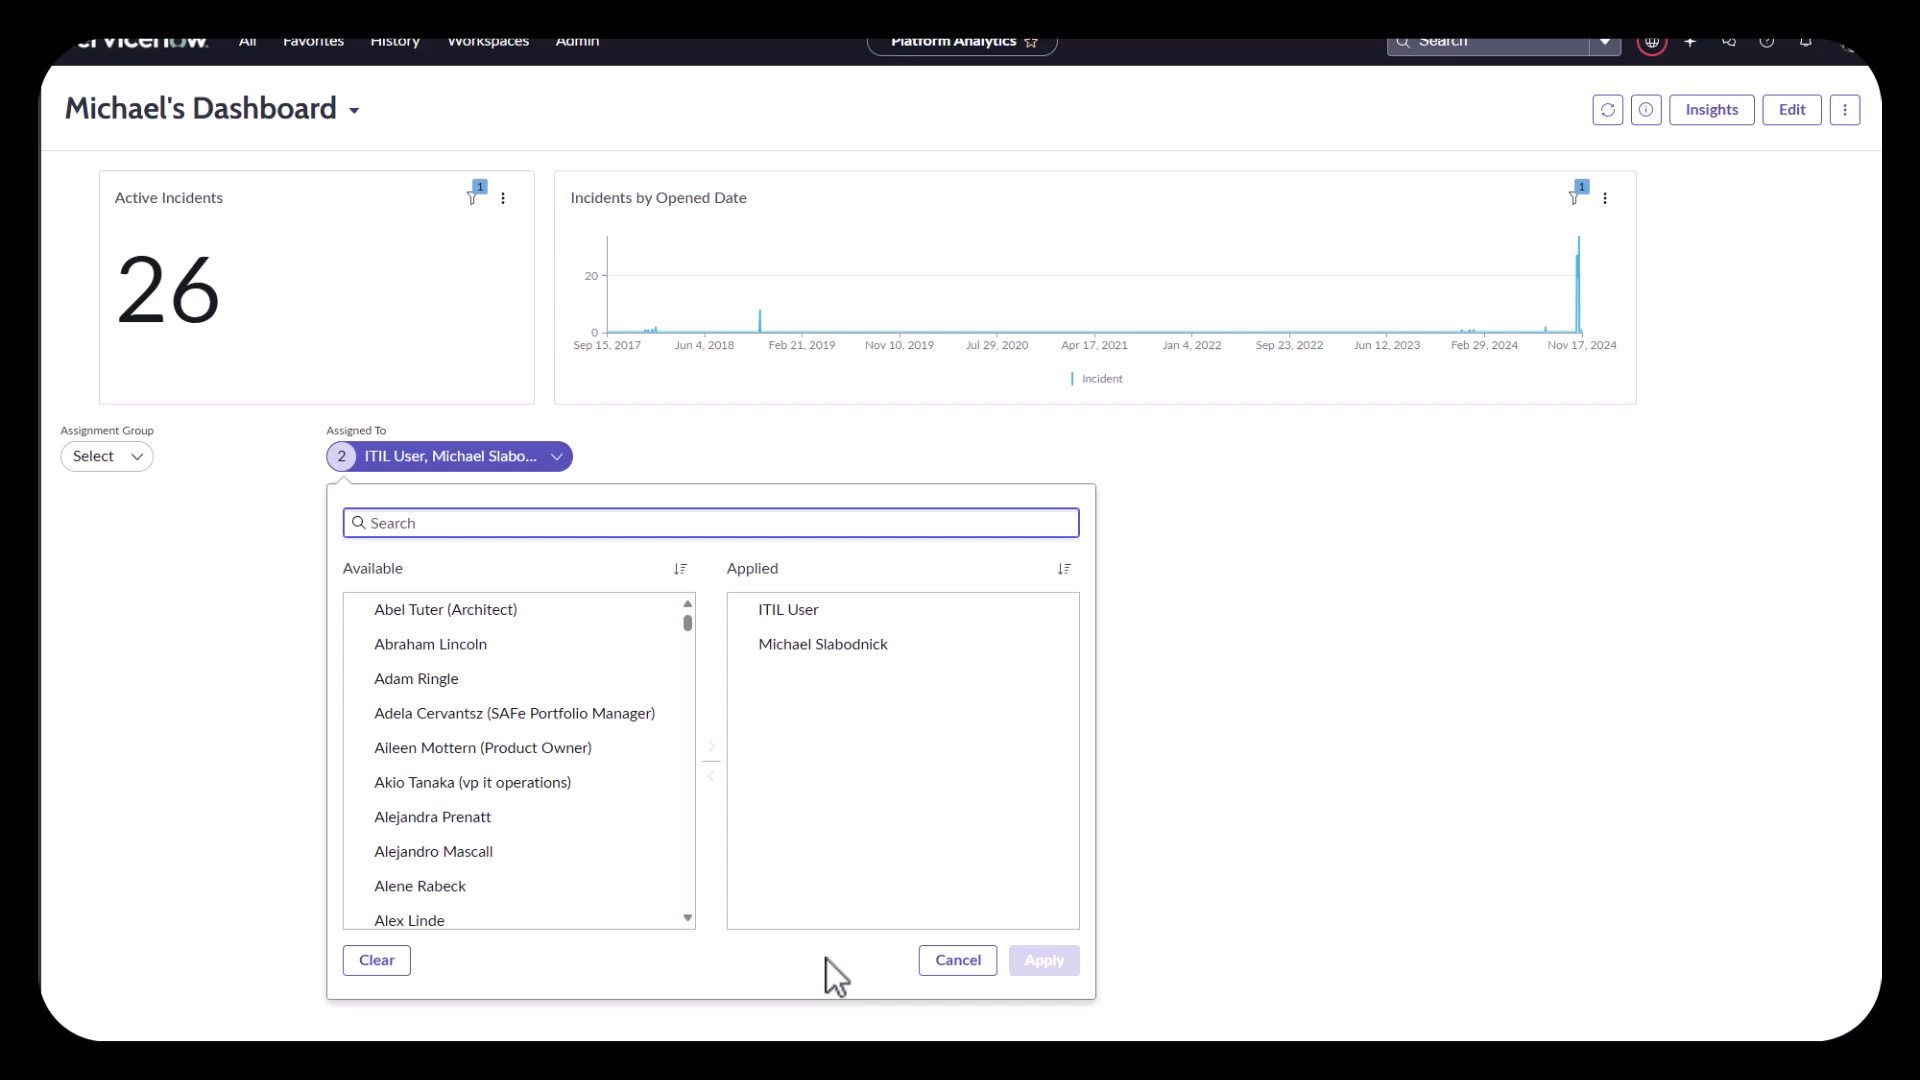 servicenow.
All
Favorites
History
Workspaces
Admin
Platform Analytics
Search
Michael's Dashboard
Insights
Edit
Active Incidents
1
26
Incidents by Opened Date
1
20
0
Sep 15, 2017
Jun 4, 2018
Feb 21, 2019
Nov 10, 2019
Jul 29, 2020
Apr 17, 2021
Jan 4, 2022
Sep 23, 2022
Jun 12, 2023
Feb 29, 2024
Nov 17, 2024
Incident
Assignment Group
Select
Assigned To
2 ITIL User, Michael Slabo...
Search
Available
Abel Tuter (Architect)
Abraham Lincoln
Adam Ringle
Adela Cervantsz (SAFe Portfolio Manager)
Aileen Mottern (Product Owner)
Akio Tanaka (vp it operations)
Alejandra Prenatt
Alejandro Mascall
Alene Rabeck
Alex Linde
Applied
ITIL User
Michael Slabodnick
Clear
Cancel
Apply